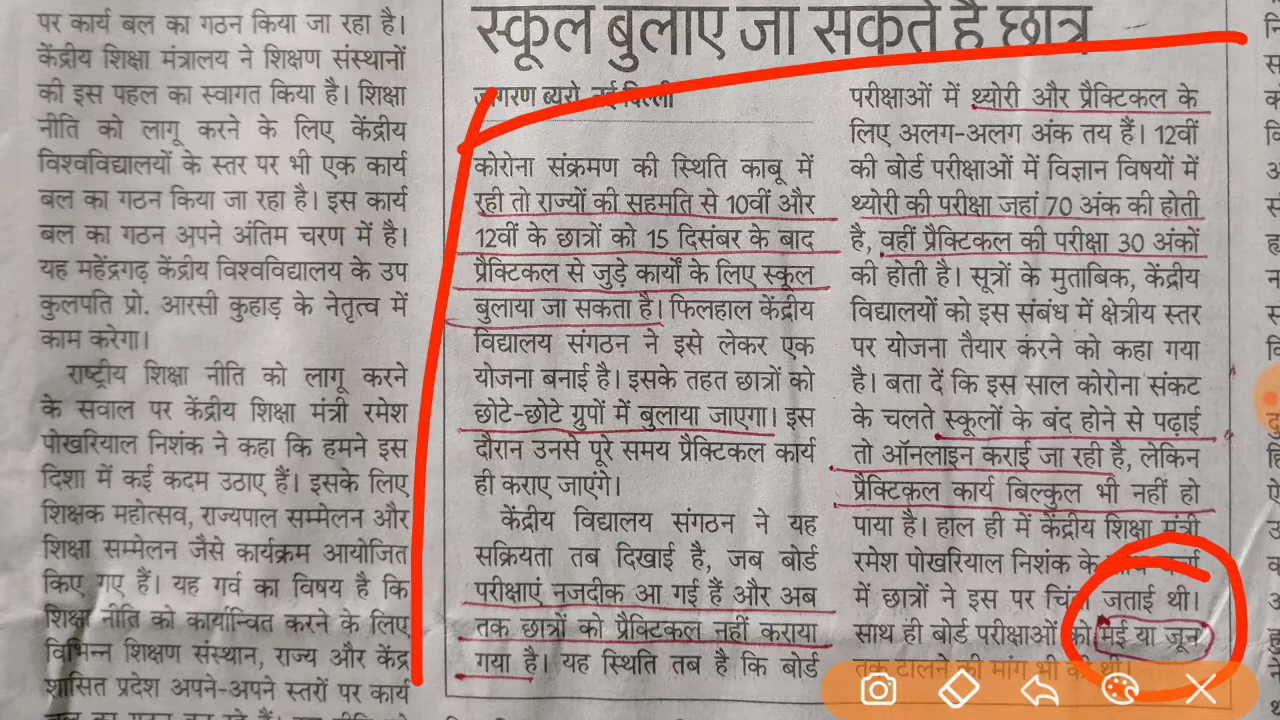 पर कार्य बल का गठन किया जा रहा है।
केंद्रीय शिक्षा मंत्रालय ने शिक्षण संस्थानों
की इस पहल का स्वागत किया है। शिक्षा
नीति को लागू करने के लिए केंद्रीय
विश्वविद्यालयों के स्तर पर भी एक कार्य
बल का गठन किया जा रहा है। इस कार्य
बल का गठन अपने अंतिम चरण में है।
यह महेंद्रगढ़ केंद्रीय विश्वविद्यालय के उप
कुलपति प्रो. आरसी कुहाड़ के नेतृत्व में
काम करेगा।
राष्ट्रीय शिक्षा नीति को लागू करने
के सवाल पर केंद्रीय शिक्षा मंत्री रमेश
पोखरियाल निशंक ने कहा कि हमने इस
दिशा में कई कदम उठाए हैं। इसके लिए
शिक्षक महोत्सव, राज्यपाल सम्मेलन और
शिक्षा सम्मेलन जैसे कार्यक्रम आयोजित
किए गए हैं। यह गर्व का विषय है कि
शिक्षा नीति को कार्यान्वित करने के लिए
विभिन्न शिक्षण संस्थान, राज्य और केंद्र
शासित प्रदेश अपने-अपने स्तरों पर कार्य
स्कूल बुलाए जा सकते हैं छात्र
जागरण ब्यूरो, नई दिल्ली
कोरोना संक्रमण की स्थिति काबू में
रही तो राज्यों की सहमति से 10वीं और
12वीं के छात्रों को 15 दिसंबर के बाद
प्रैक्टिकल से जुड़े कार्यों के लिए स्कूल
बुलाया जा सकता है। फिलहाल केंद्रीय
विद्यालय संगठन ने इसे लेकर एक
योजना बनाई है। इसके तहत छात्रों को
छोटे-छोटे ग्रुपों में बुलाया जाएगा। इस
दौरान उनसे पूरे समय प्रैक्टिकल कार्य
ही कराए जाएंगे।
केंद्रीय विद्यालय संगठन ने यह
सक्रियता तब दिखाई है, जब बोर्ड
परीक्षाएं नजदीक आ गई हैं और अब
तक छात्रों को प्रैक्टिकल नहीं कराया
गया है। यह स्थिति तब है कि बोर्ड
परीक्षाओं में थ्योरी और प्रैक्टिकल के
लिए अलग-अलग अंक तय हैं। 12वीं
की बोर्ड परीक्षाओं में विज्ञान विषयों में
थ्योरी की परीक्षा जहां 70 अंक की होती
है, वहीं प्रैक्टिकल की परीक्षा 30 अंकों
की होती है। सूत्रों के मुताबिक, केंद्रीय
विद्यालयों को इस संबंध में क्षेत्रीय स्तर
पर योजना तैयार करने को कहा गया
है। बता दें कि इस साल कोरोना संकट
के चलते स्कूलों के बंद होने से पढ़ाई
तो ऑनलाइन कराई जा रही है, लेकिन
प्रैक्टिकल कार्य बिल्कुल भी नहीं हो
पाया है। हाल ही में केंद्रीय शिक्षा मंत्री
रमेश पोखरियाल निशंक के साथ चर्चा
में छात्रों ने इस पर चिंता जताई थी।
साथ ही बोर्ड परीक्षाओं को मई या जून
तक टालने की मांग भी की थी।